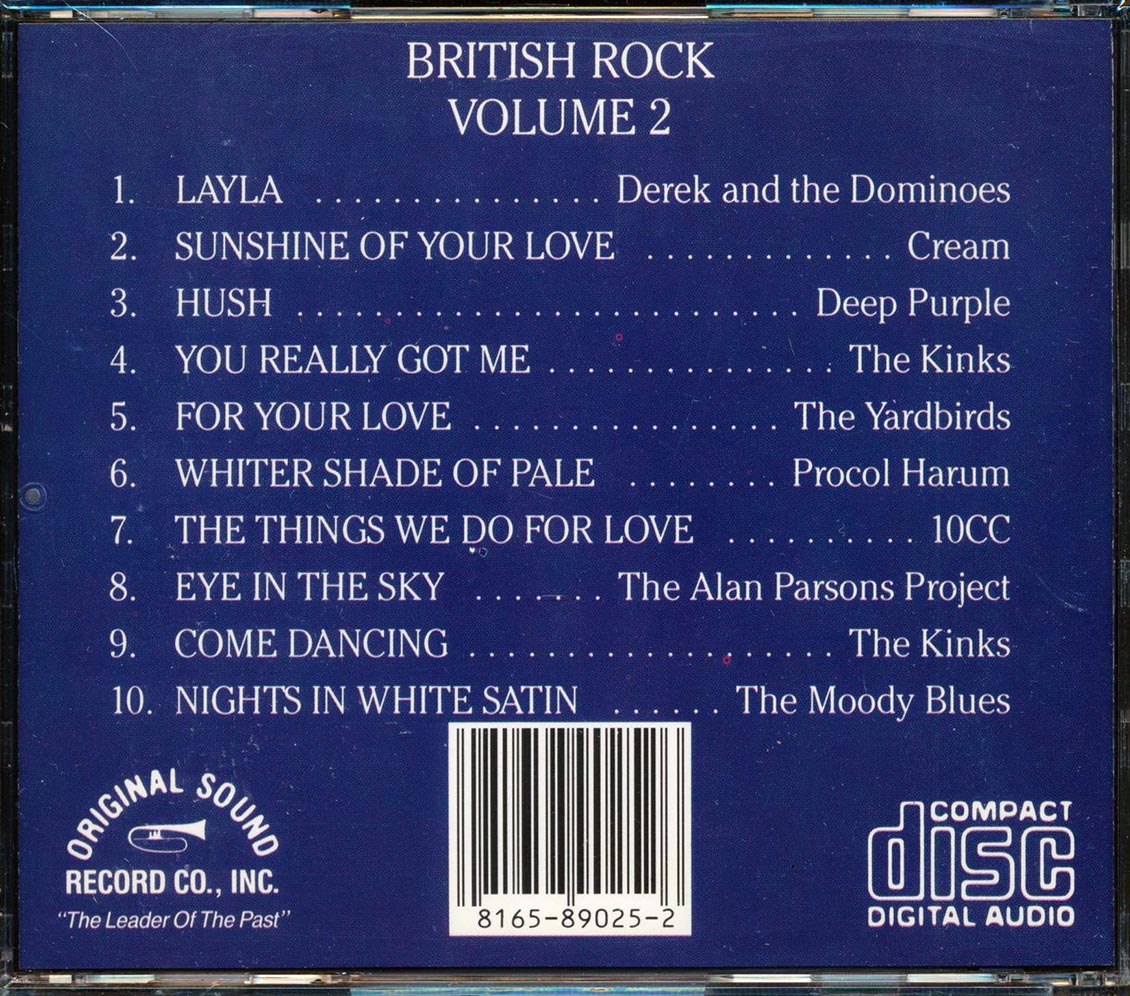 BRITISH ROCK
VOLUME 2
1. LAYLA ............... Derek and the Dominoes
2. SUNSHINE OF YOUR LOVE ............. Cream
3. HUSH ........................... Deep Purple
4. YOU REALLY GOT ME ............... The Kinks
5. FOR YOUR LOVE ................ The Yardbirds
6. WHITER SHADE OF PALE ........ Procol Harum
7. THE THINGS WE DO FOR LOVE .......... 10CC
8. EYE IN THE SKY ....... The Alan Parsons Project
9. COME DANCING ................... The Kinks
10. NIGHTS IN WHITE SATIN ...... The Moody Blues
ORIGINAL SOUND
RECORD CO., INC.
"The Leader Of The Past"
8165-89025-2
COMPACT
disc
DIGITAL AUDIO